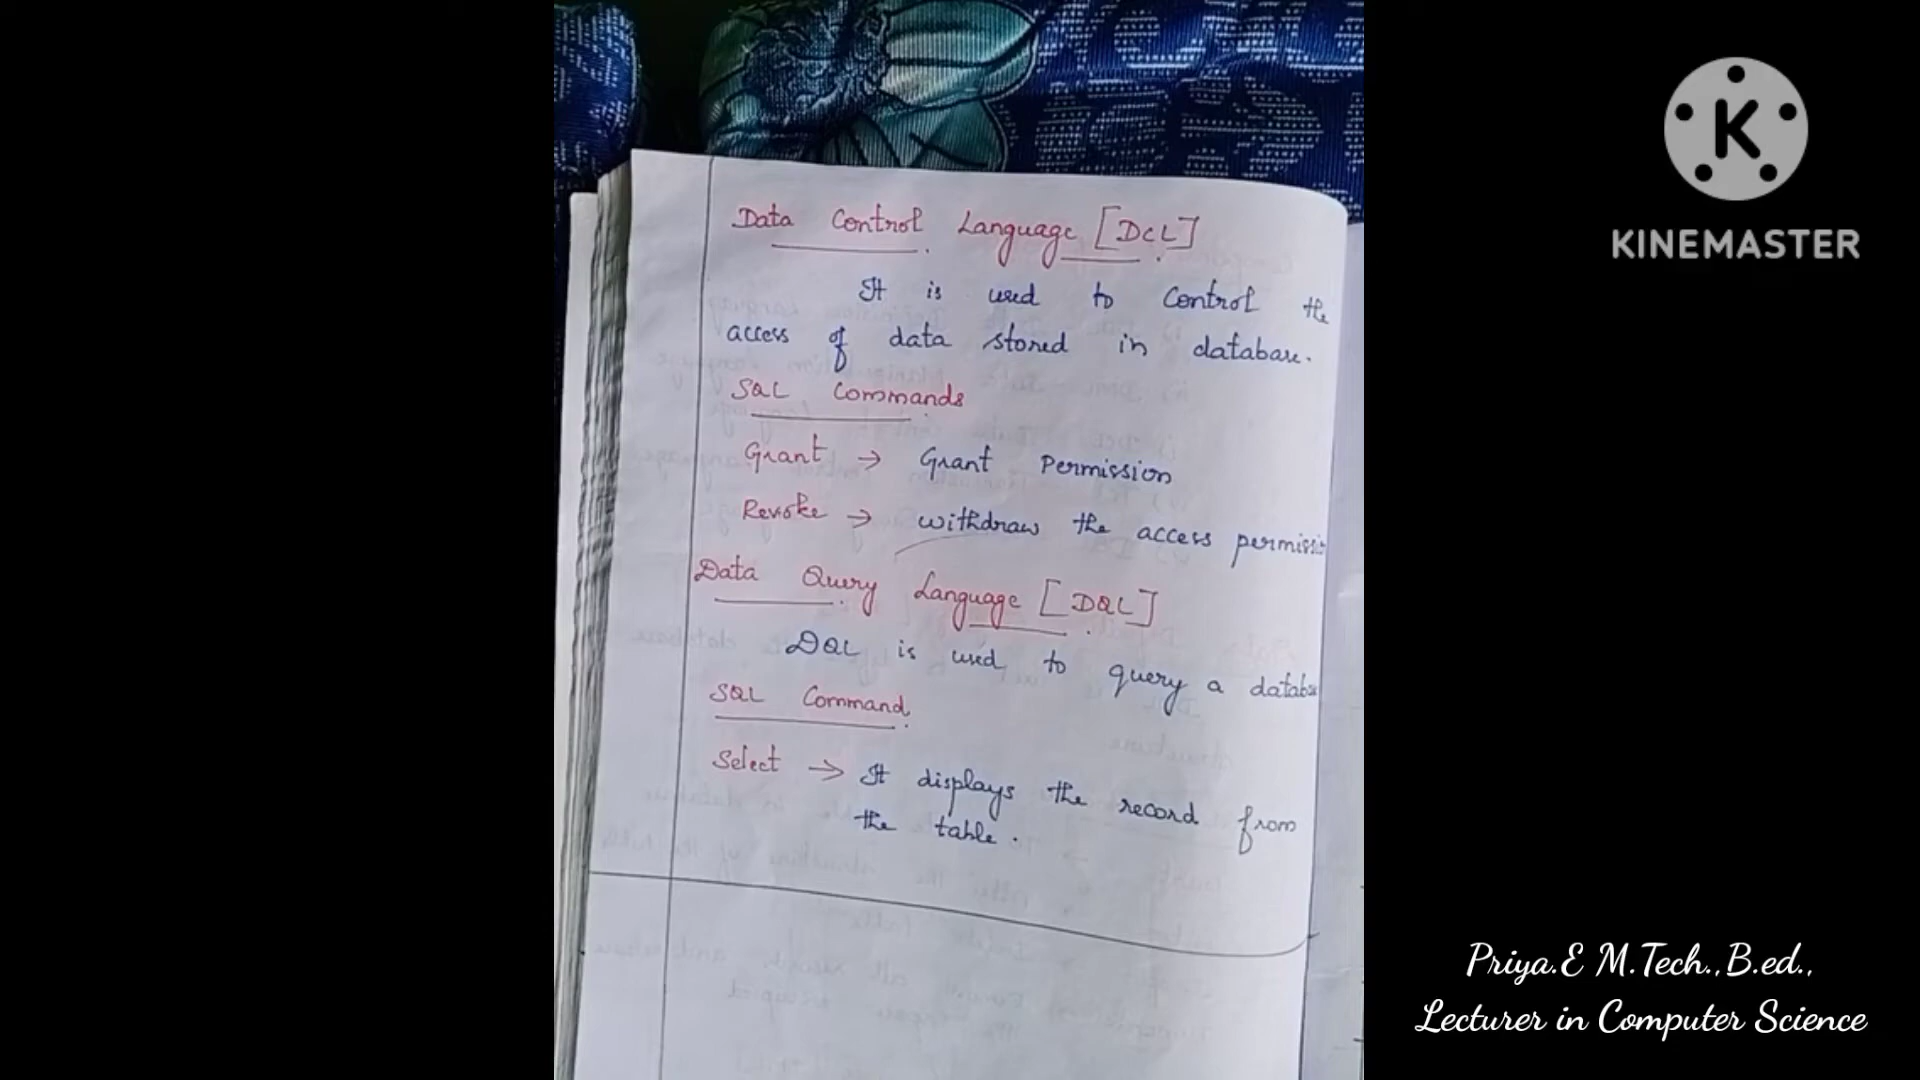 Data Control Language [DCL]
It is used to Control the
access of data stored in database.
SQL Commands
Grant → Grant Permission
Revoke → withdraw the access permissi
Data Query Language [DQL]
DQL is used to query a databa
SQL Command
Select → It displays the record from
the table.
K
KINEMASTER
Priya.E M.Tech.,B.ed.,
Lecturer in Computer Science